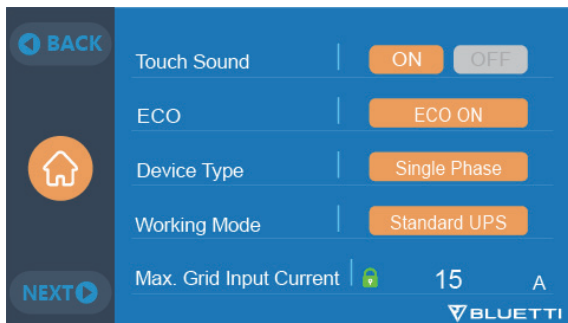 BACK
Touch Sound ON OFF
ECO ECO ON
Device Type Single Phase
Working Mode Standard UPS
Max. Grid Input Current 15 A
NEXT
BLUETTI